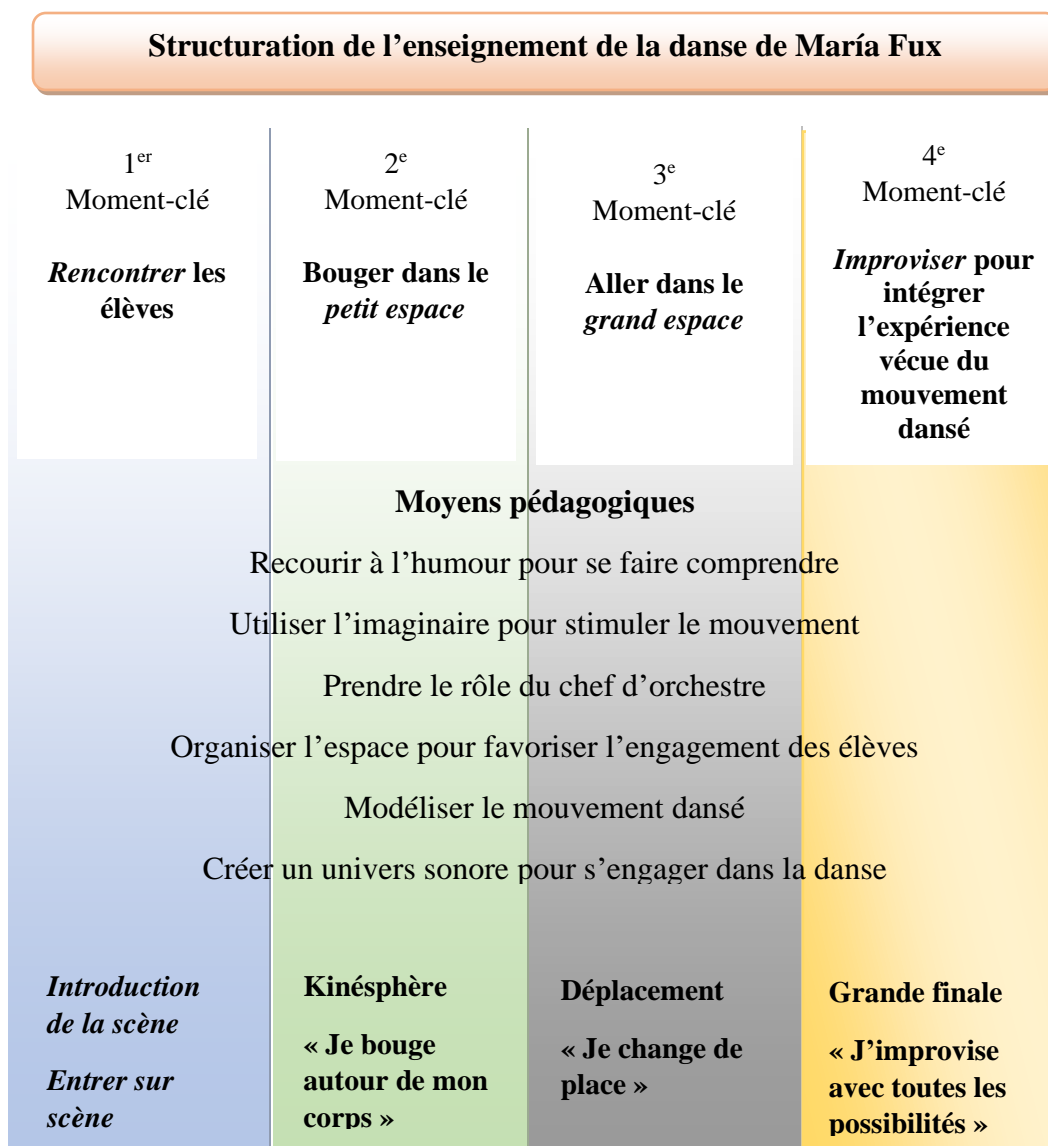 Structuration de l’enseignement de la danse de María Fux
1er
Moment-clé
Rencontrer les
élèves
2e
Moment-clé
Bouger dans le
petit espace
3e
Moment-clé
Aller dans le
grand espace
4e
Moment-clé
Improviser pour
intégrer
l’expérience
vécue du
mouvement
dansé
Moyens pédagogiques
Recourir à l’humour pour se faire comprendre
Utiliser l’imaginaire pour stimuler le mouvement
Prendre le rôle du chef d’orchestre
Organiser l’espace pour favoriser l’engagement des élèves
Modéliser le mouvement dansé
Créer un univers sonore pour s’engager dans la danse
Introduction
de la scène
Entrer sur
scène
Kinésphère
« Je bouge
autour de mon
corps »
Déplacement
« Je change de
place »
Grande finale
« J’improvise
avec toutes les
possibilités »